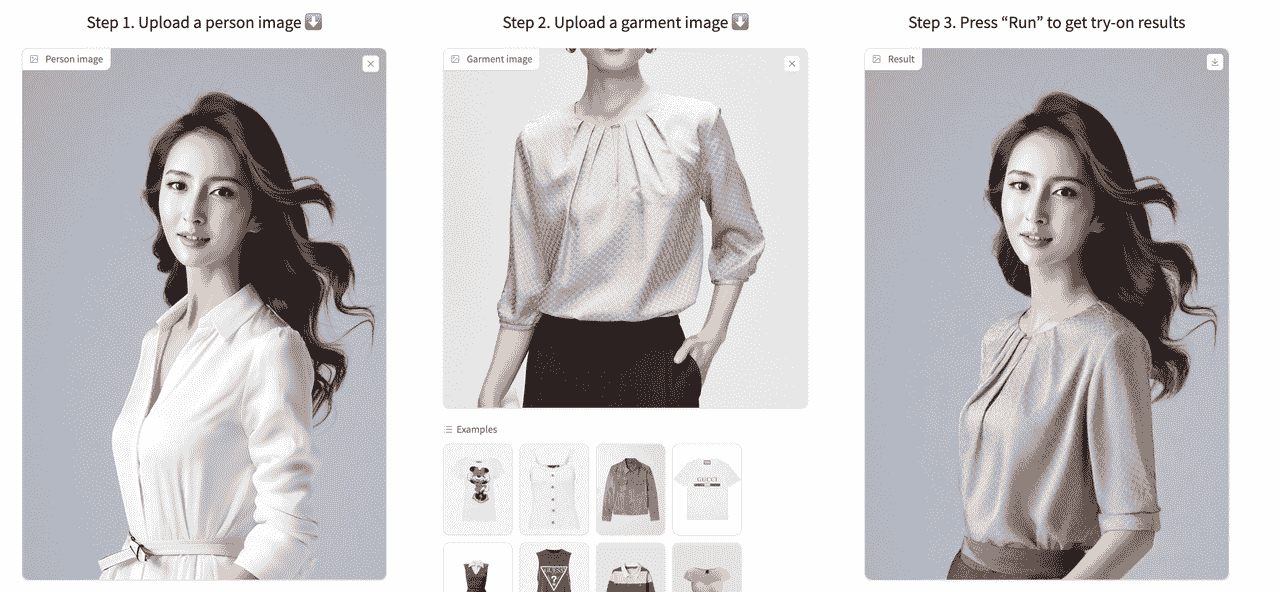 Step 1. Upload a person image ⬇️
Step 2. Upload a garment image ⬇️
Step 3. Press “Run” to get try-on results
Person image
Garment image
Result
Examples
GUCCI
GUESS
?